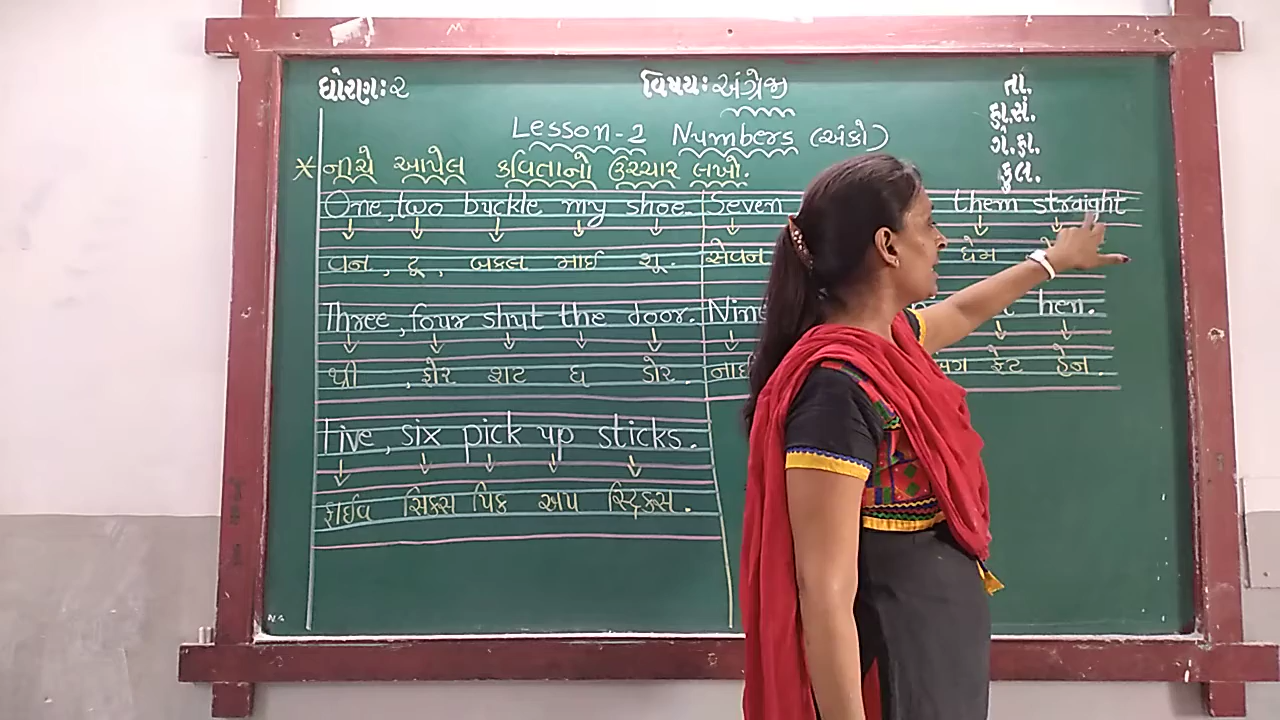 ધોરણ: ૨
વિષય: અંગ્રેજી
તા.
હા.સં.
ગે.હા.
કુલ.
Lesson-2 Numbers (અંકો)
* નીચે આપેલ કવિતાનો ઉચ્ચાર લખો.
One, two buckle my shoe.
વન, ટૂ, બકલ માઈ શૂ.
Three, four shut the door.
થ્રી , ફોર શટ ધ ડોર.
Five, six pick up sticks.
ફાઈવ સિક્સ પિક અપ સ્ટિક્સ.
Seven them straight
સેવન ધેમ
Nine hen.
ફેટ હેન.